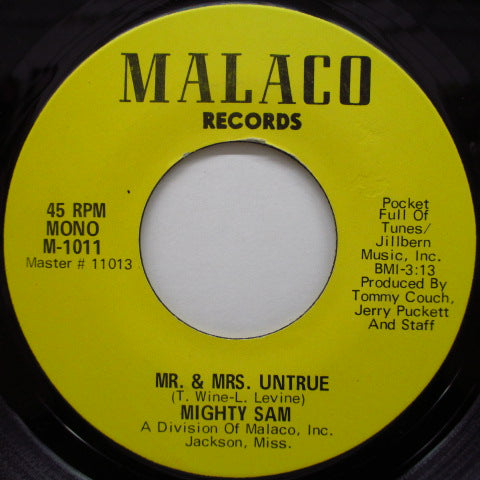 MALACO
RECORDS
45 RPM
MONO
M-1011
Master # 11013
Pocket
Full Of
Tunes/
Jillbern
Music, Inc.
BMI-3:13
Produced By
Tommy Couch,
Jerry Puckett
And Staff
MR. & MRS. UNTRUE
(T. Wine-L. Levine)
MIGHTY SAM
A Division Of Malaco, Inc.
Jackson, Miss.